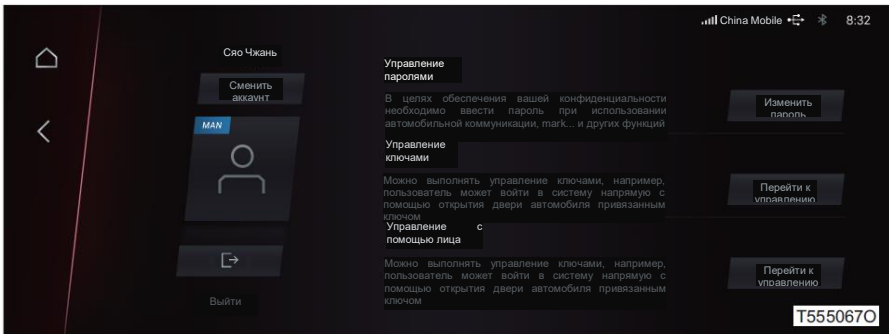 China Mobile 8:32
Сяо Чжань
Сменить
аккаунт
MAN
Выйти
Управление
паролями
В целях обеспечения вашей конфиденциальности
необходимо ввести пароль при использовании
автомобильной коммуникации, mark... и других функций
Изменить
пароль
Управление
ключами
Можно выполнять управление ключами, например,
пользователь может войти в систему напрямую с
помощью открытия двери автомобиля привязанным
ключом
Перейти к
управлению
Управление с
помощью лица
Можно выполнять управление ключами, например,
пользователь может войти в систему напрямую с
помощью открытия двери автомобиля привязанным
ключом
Перейти к
управлению
T555067O